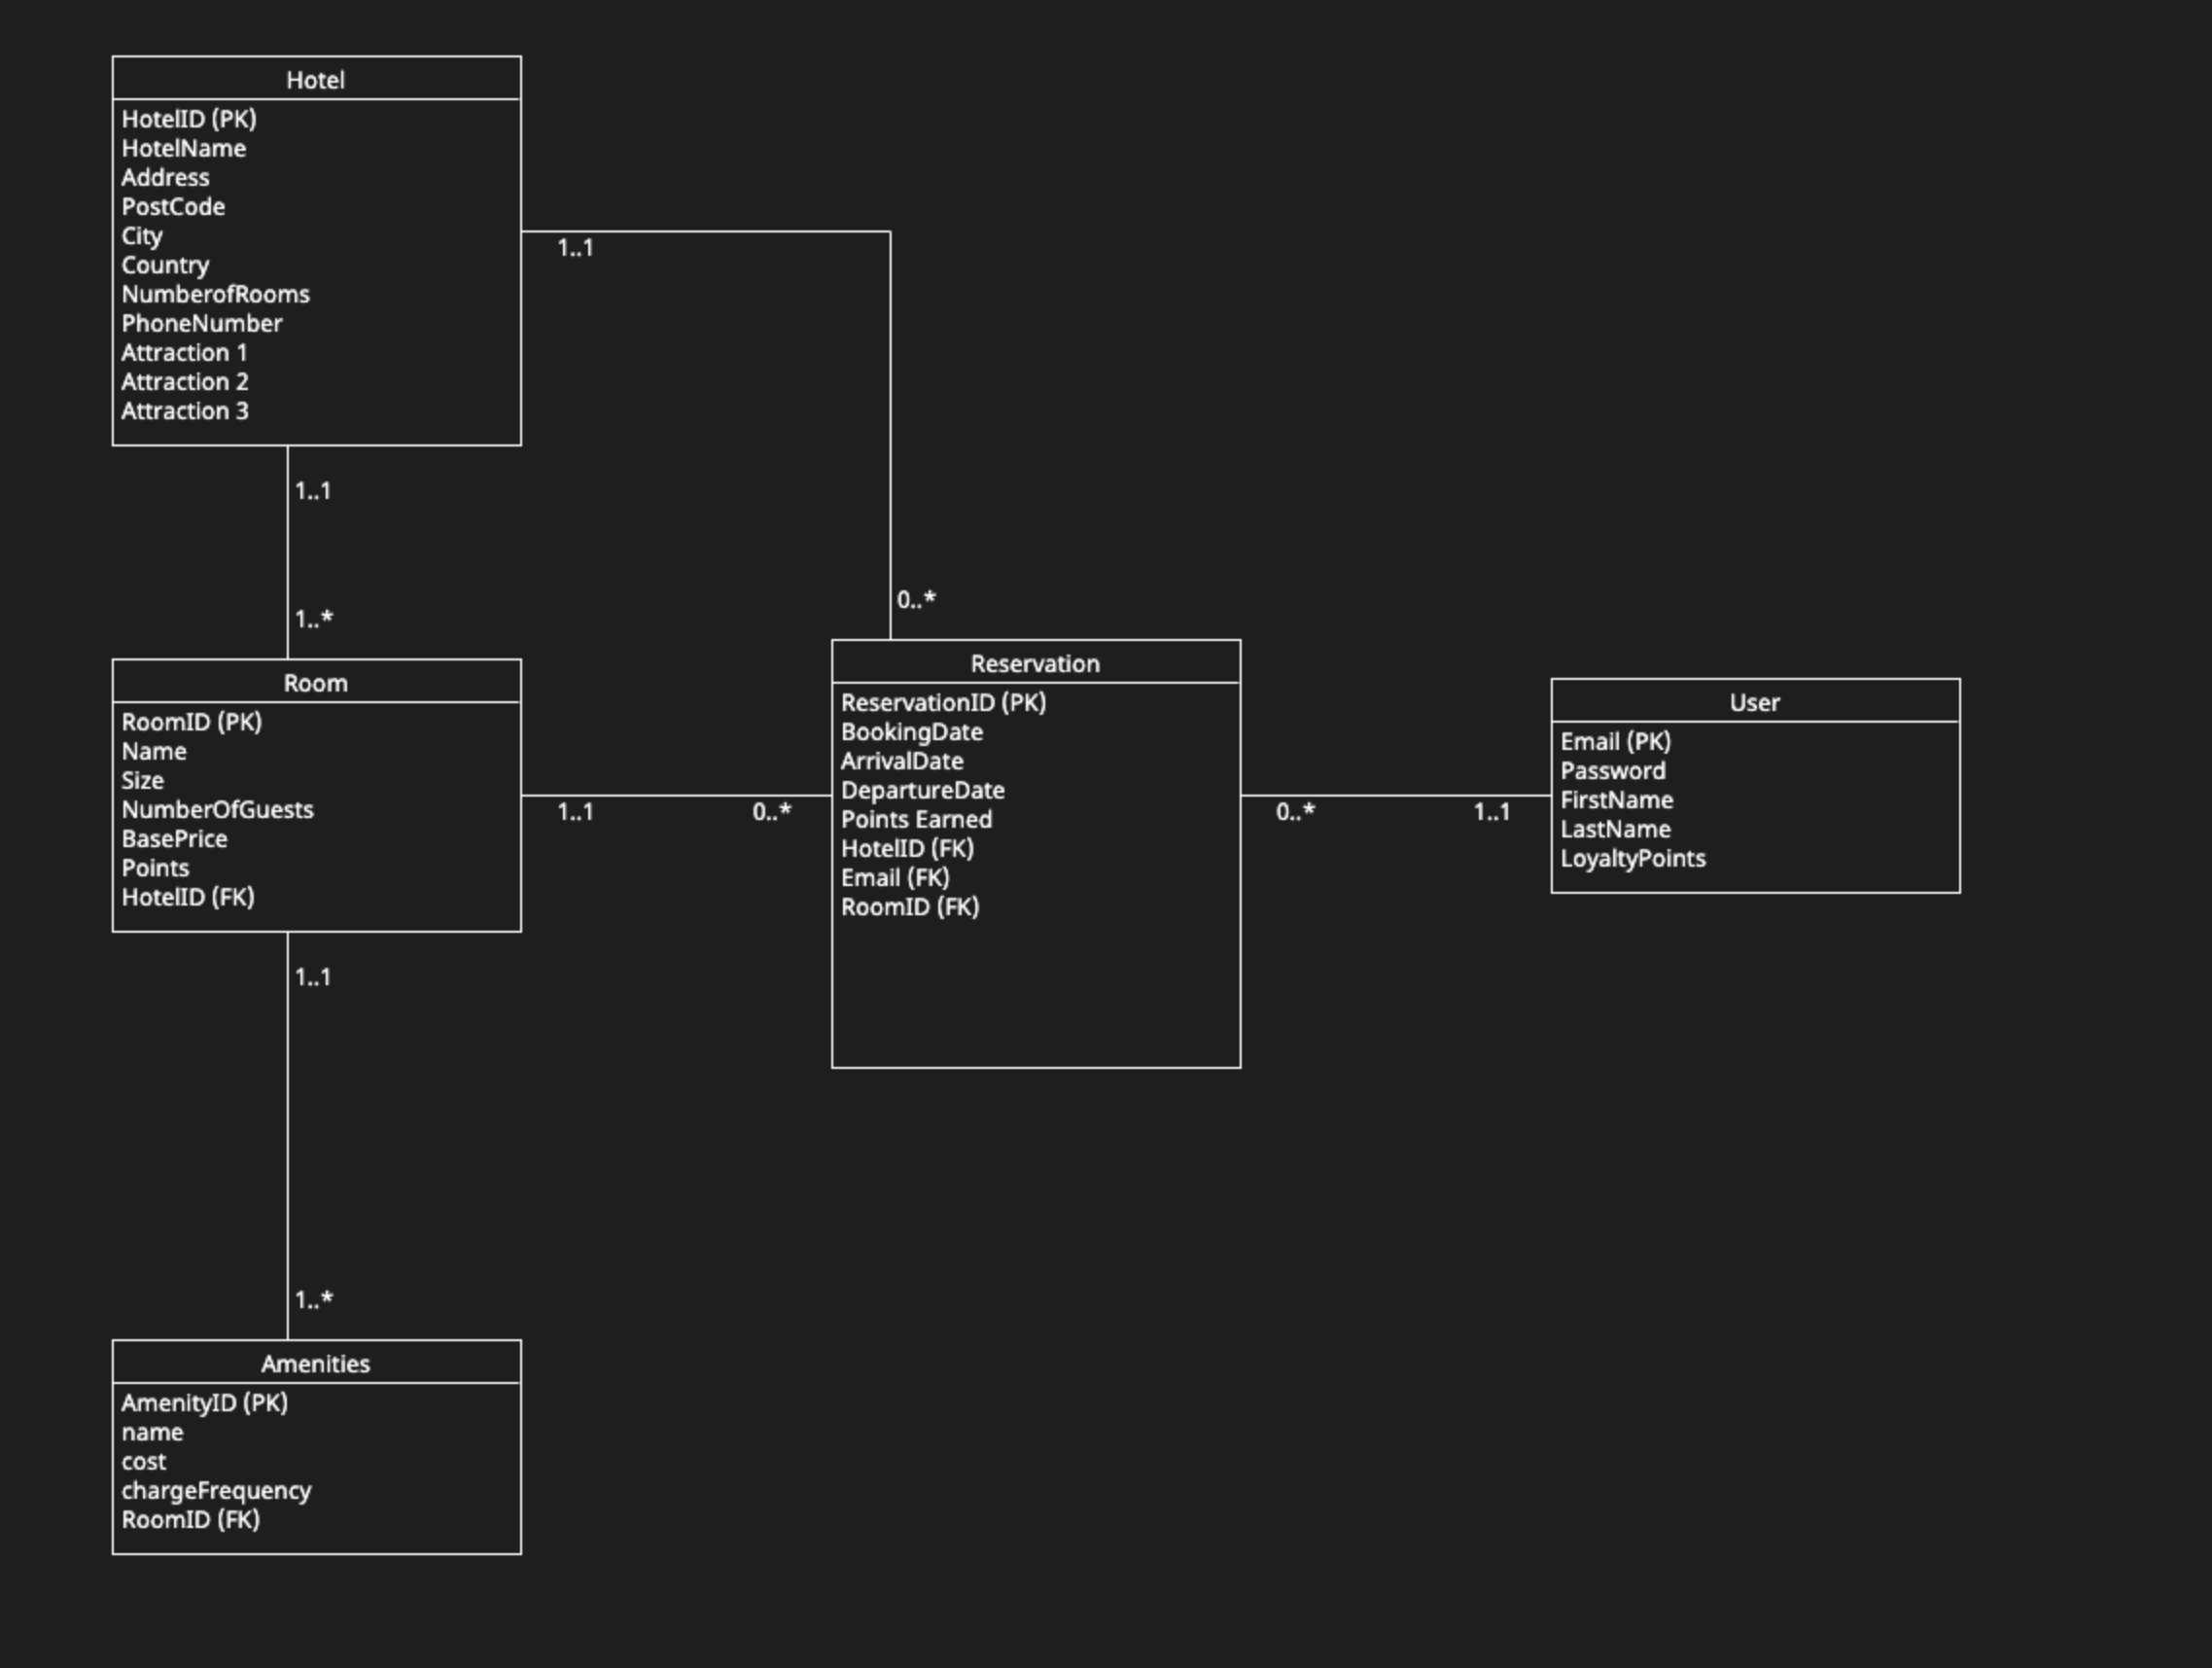 Hotel
HotelID (PK)
HotelName
Address
PostCode
City
Country
NumberofRooms
PhoneNumber
Attraction 1
Attraction 2
Attraction 3
1..1
0..*
1..1
1..*
Room
RoomID (PK)
Name
Size
NumberOfGuests
BasePrice
Points
HotelID (FK)
1..1
0..*
Reservation
ReservationID (PK)
BookingDate
ArrivalDate
DepartureDate
Points Earned
HotelID (FK)
Email (FK)
RoomID (FK)
0..*
1..1
User
Email (PK)
Password
FirstName
LastName
LoyaltyPoints
1..1
1..*
Amenities
AmenityID (PK)
name
cost
chargeFrequency
RoomID (FK)